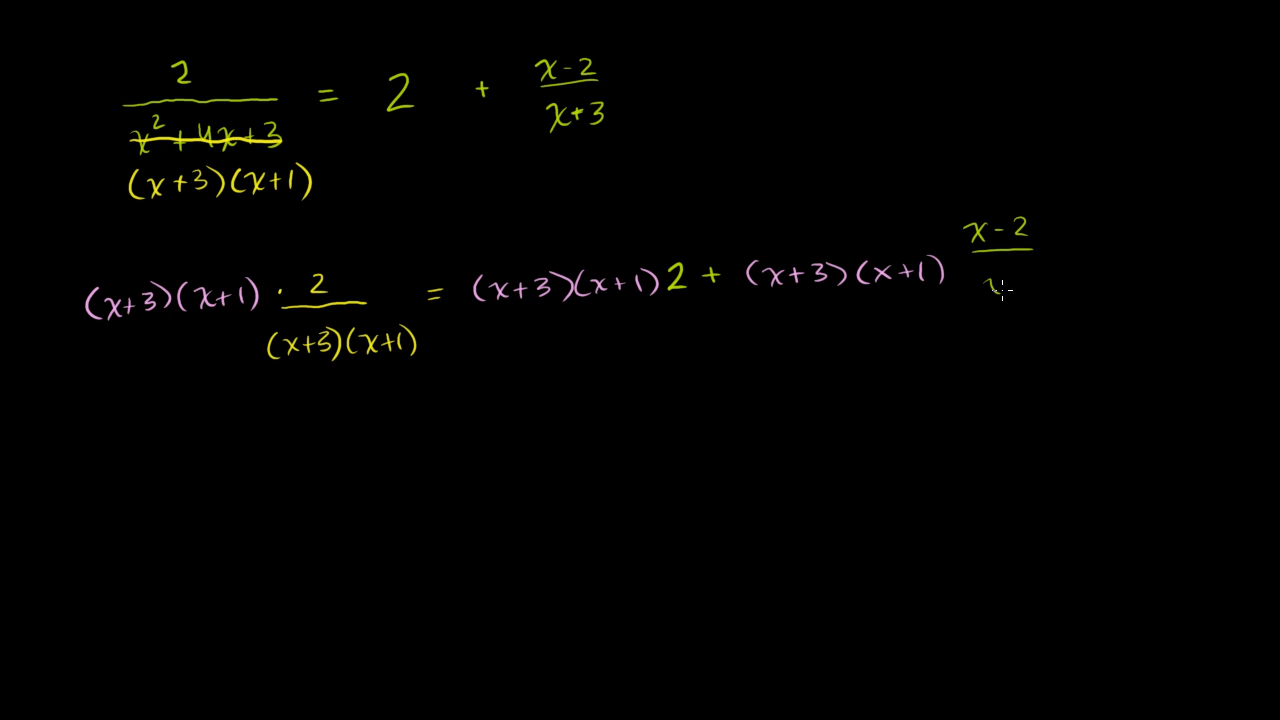 2/(x²+4x+3) = 2 + (x-2)/(x+3)
(x+3)(x+1)
(x+3)(x+1) · 2/((x+3)(x+1)) = (x+3)(x+1)2 + (x+3)(x+1) (x-2)/x